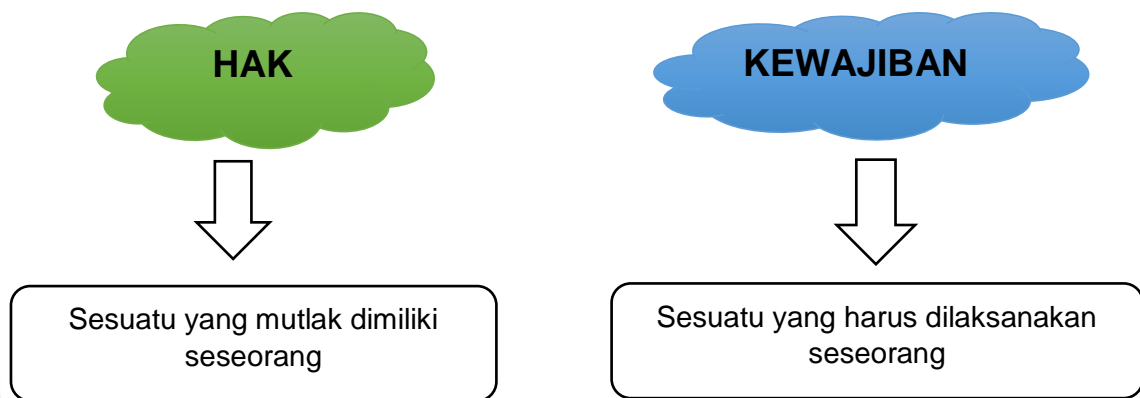 HAK
KEWAJIBAN
Sesuatu yang mutlak dimiliki
seseorang
Sesuatu yang harus dilaksanakan
seseorang